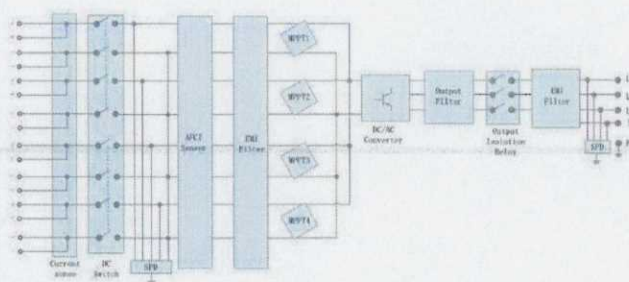 MPPT1
MPPT2
MPPT3
MPPT4
AFCI
Sensor
EMI
Filter
DC/AC
Converter
Output
Filter
Output
Isolation
Relay
EMI
Filter
SPD
SPD
Current
DC
Switch